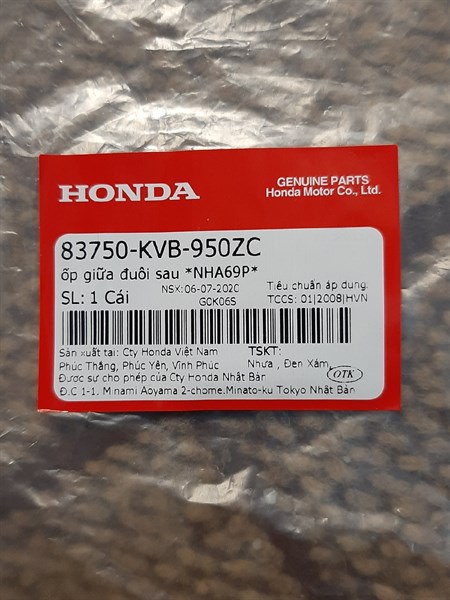 HONDA
GENUINE PARTS
Honda Motor Co., Ltd.
83750-KVB-950ZC
ốp giữa đuôi sau *NHA69P*
SL: 1 Cái
NSX:06-07-2020
G0K06S
Tiêu chuẩn áp dụng:
TCCS: 01|2008|HVN
Sản xuất tại: Cty Honda Việt Nam
Phúc Thắng, Phúc Yên, Vĩnh Phúc
Được sự cho phép của Cty Honda Nhật Bản
Đ.C 1-1, Minami Aoyama 2-chome,Minato-ku Tokyo Nhật Bản
TSKT:
Nhựa , Đen Xám,
OTK